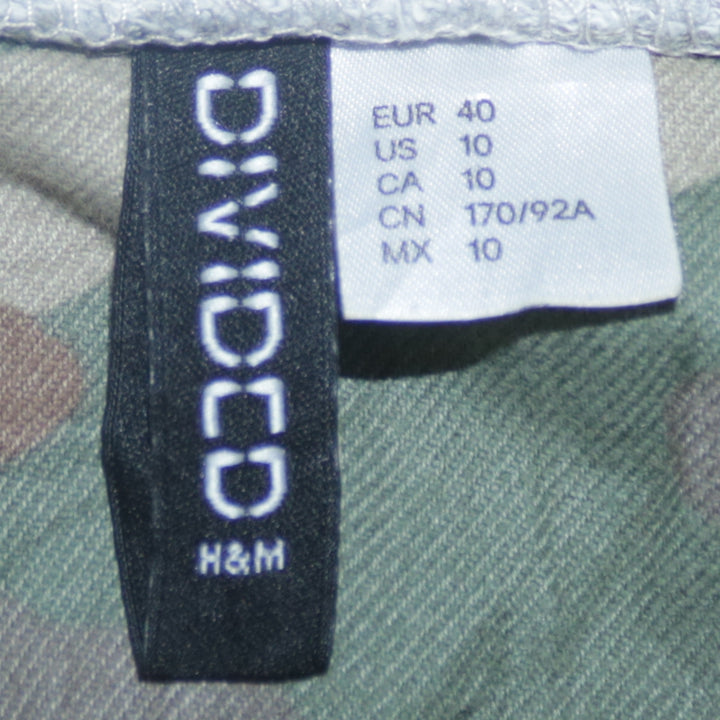 DIVIDED
H&M
EUR 40
US 10
CA 10
CN 170/92A
MX 10